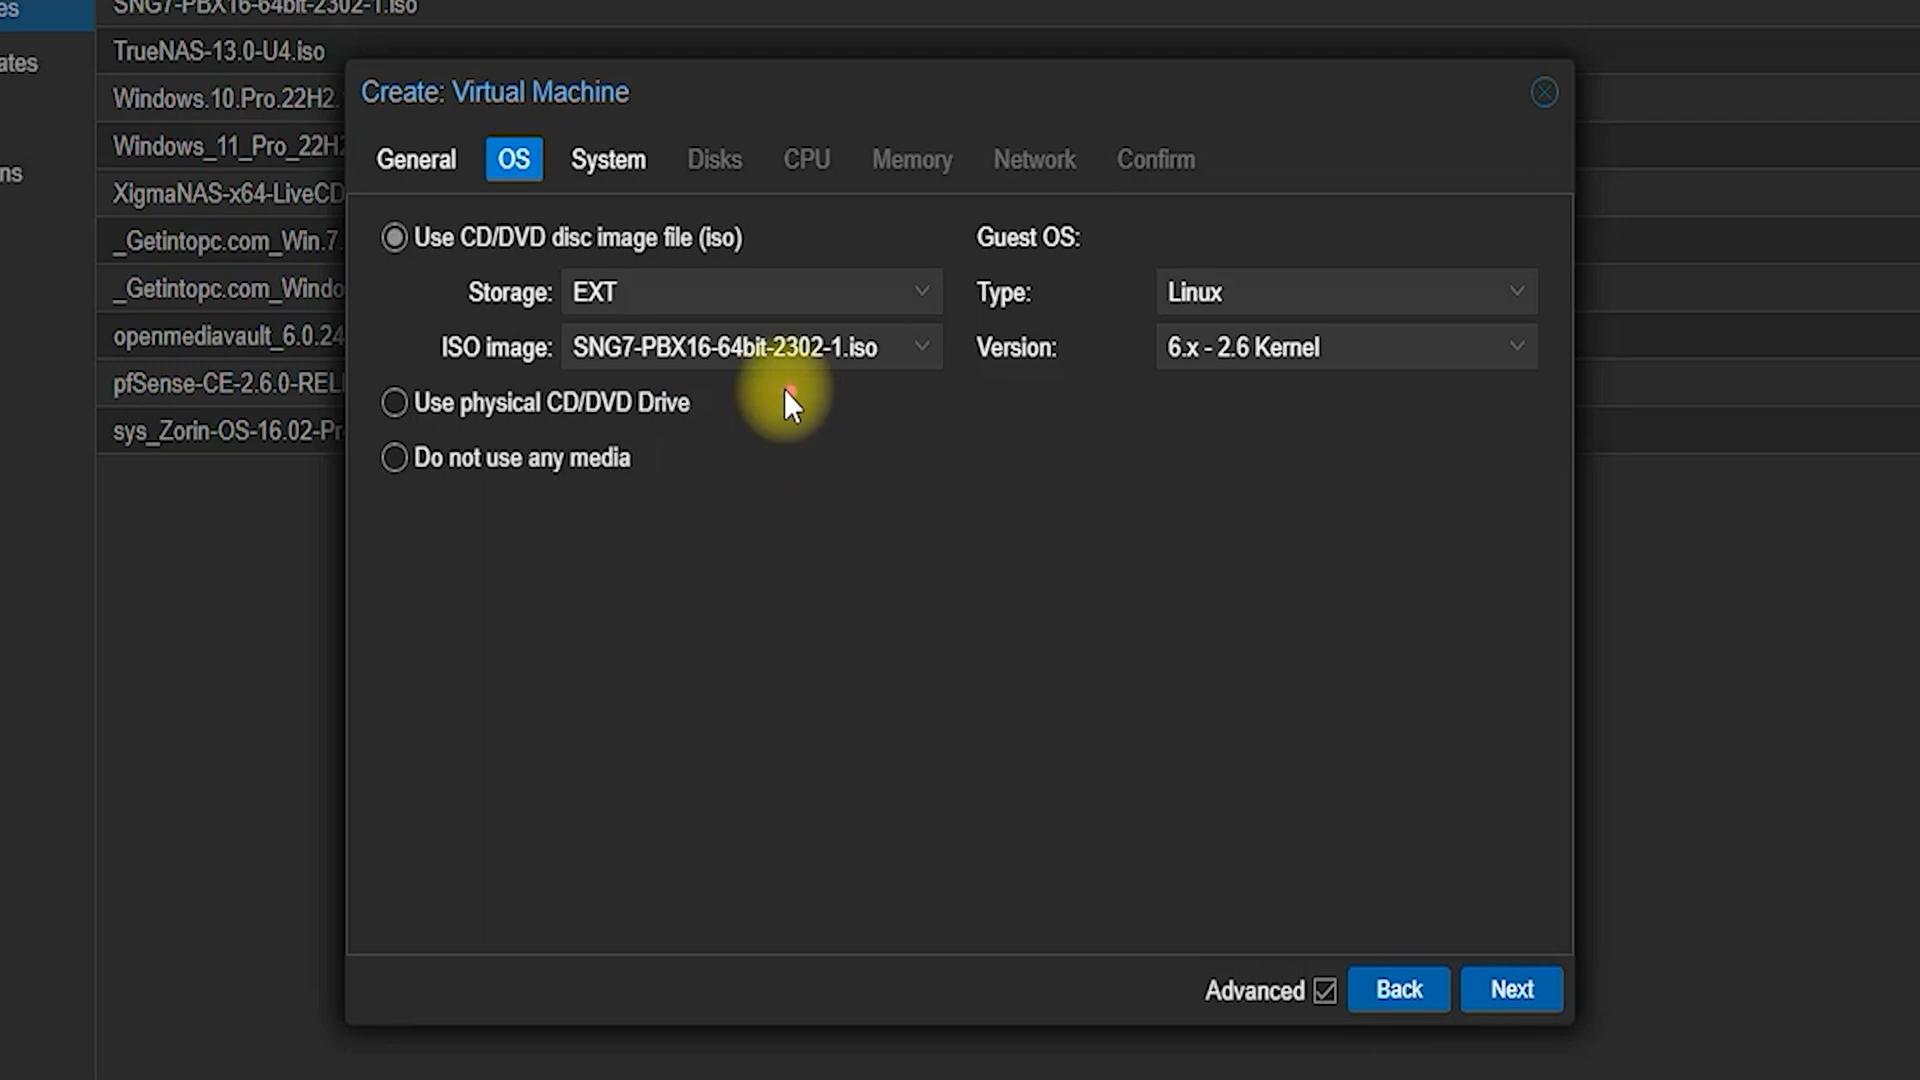 es
SNG7-PBX16-64bit-2302-1.iso
ates
TrueNAS-13.0-U4.iso
Windows.10.Pro.22H2.
Windows_11_Pro_22H2
ns
XigmaNAS-x64-LiveCD
_Getintopc.com_Win.7.
_Getintopc.com_Windo
openmediavault_6.0.24
pfSense-CE-2.6.0-REL
sys_Zorin-OS-16.02-Pr
Create: Virtual Machine
General OS System Disks CPU Memory Network Confirm
Use CD/DVD disc image file (iso) Guest OS:
Storage: EXT Type: Linux
ISO image: SNG7-PBX16-64bit-2302-1.iso Version: 6.x - 2.6 Kernel
Use physical CD/DVD Drive
Do not use any media
Advanced Back Next